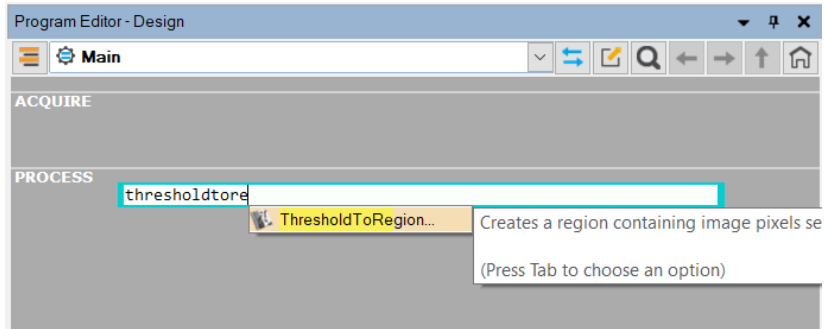 Program Editor - Design
Main
ACQUIRE
PROCESS
thresholdtore
ThresholdToRegion...
Creates a region containing image pixels se
(Press Tab to choose an option)